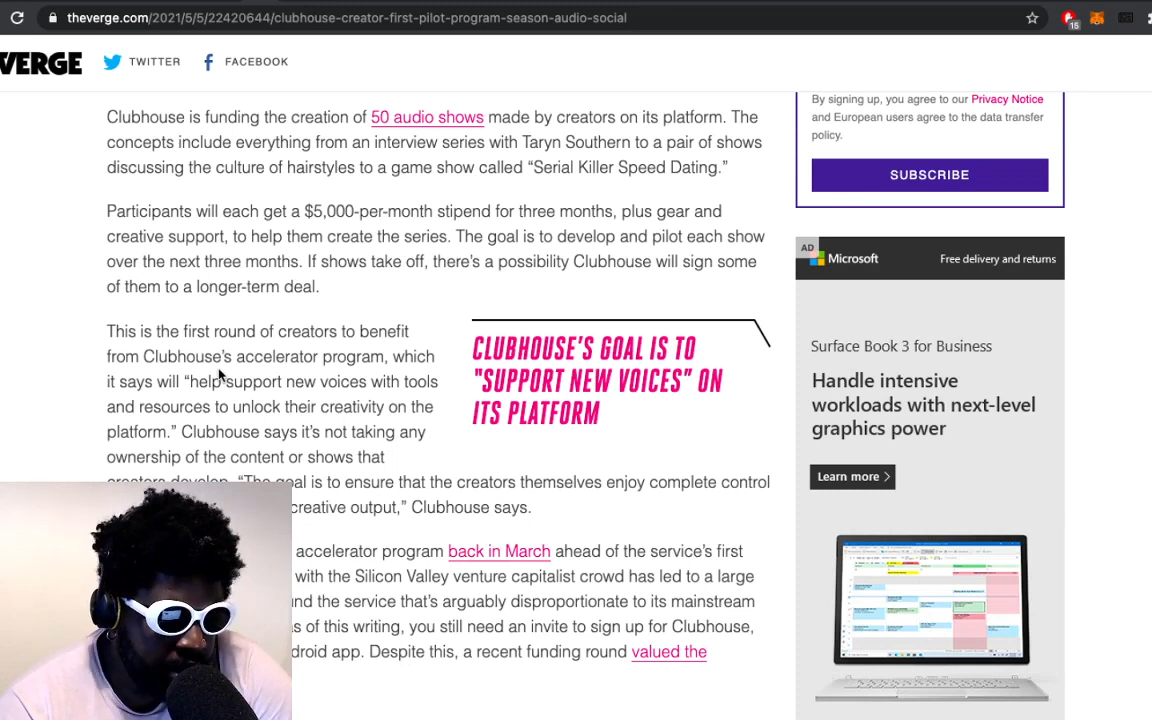 theverge.com/2021/5/5/22420644/clubhouse-creator-first-pilot-program-season-audio-social
16
VERGE
TWITTER
FACEBOOK
Clubhouse is funding the creation of 50 audio shows made by creators on its platform. The
concepts include everything from an interview series with Taryn Southern to a pair of shows
discussing the culture of hairstyles to a game show called “Serial Killer Speed Dating.”
Participants will each get a $5,000-per-month stipend for three months, plus gear and
creative support, to help them create the series. The goal is to develop and pilot each show
over the next three months. If shows take off, there’s a possibility Clubhouse will sign some
of them to a longer-term deal.
This is the first round of creators to benefit
from Clubhouse’s accelerator program, which
it says will “help support new voices with tools
and resources to unlock their creativity on the
platform.” Clubhouse says it’s not taking any
ownership of the content or shows that
creators develop. “The goal is to ensure that the creators themselves enjoy complete control
creative output,” Clubhouse says.
CLUBHOUSE’S GOAL IS TO
"SUPPORT NEW VOICES” ON
ITS PLATFORM
accelerator program back in March ahead of the service’s first
with the Silicon Valley venture capitalist crowd has led to a large
the service that’s arguably disproportionate to its mainstream
of this writing, you still need an invite to sign up for Clubhouse,
app. Despite this, a recent funding round valued the
By signing up, you agree to our Privacy Notice
and European users agree to the data transfer
policy.
SUBSCRIBE
AD
Microsoft
Free delivery and returns
Surface Book 3 for Business
Handle intensive
workloads with next-level
graphics power
Learn more >